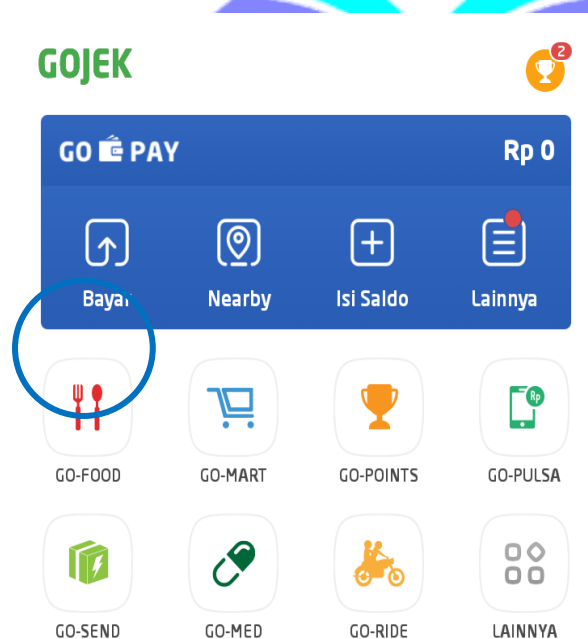 GOJEK
2
GO PAY Rp 0
Bayar Nearby Isi Saldo Lainnya
Rp
GO-FOOD GO-MART GO-POINTS GO-PULSA
GO-SEND GO-MED GO-RIDE LAINNYA